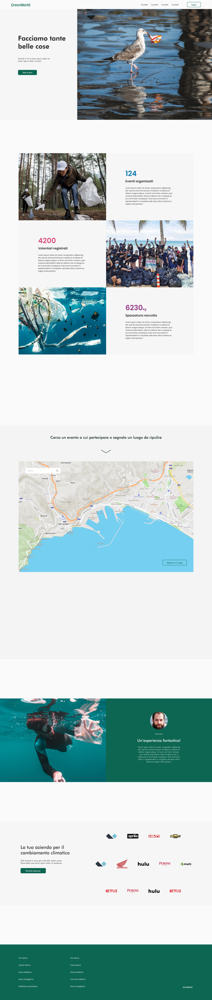 GreenWorld
Contatti Contatti Contatti Contatti Login
Facciamo tante
belle cose
Unisciti a noi e lorem ipsum dolor sit
lorem ipsum dolor si lorem
Vedi eventi
124
Eventi organizzati
Lorem ipsum dolor sit amet, consectetur adipiscing
elit, sed do eiusmod tempor incididunt ut labore et
dolore magna aliqua. Ut enim ad minim veniam, quis
nostrud exercitation ullamco laboris nisi ut aliquip ex
ea commodo consequat. Duis aute irure dolor in
reprehenderit in voluptate velit esse cillum dolore eu
fugiat nulla pariatur.
4200
Volontari registrati
Lorem ipsum dolor sit amet, consectetur adipiscing
elit, sed do eiusmod tempor incididunt ut labore et
dolore magna aliqua. Ut enim ad minim veniam, quis
nostrud exercitation ullamco laboris nisi ut aliquip ex
ea commodo consequat. Duis aute irure dolor in
reprehenderit in voluptate velit esse cillum dolore eu
fugiat nulla pariatur.
6230kg
Spazzatura raccolta
Lorem ipsum dolor sit amet, consectetur adipiscing
elit, sed do eiusmod tempor incididunt ut labore et
dolore magna aliqua. Ut enim ad minim veniam, quis
nostrud exercitation ullamco laboris nisi ut aliquip ex
ea commodo consequat. Duis aute irure dolor in
reprehenderit in voluptate velit esse cillum dolore eu
fugiat nulla pariatur.
Cerca un evento a cui partecipare o segnala un luogo da ripulire
Cerca
Segnala un luogo
Gennaro
Un'esperienza fantastica!
"Lorem ipsum dolor sit amet, consectetur adipiscing
elit, sed do eiusmod tempor incididunt ut labore et
dolore magna aliqua. Ut enim ad minim veniam,
quis nostrud exercitation ullamco laboris nisi ut
aliquip ex ea commodo consequat. Duis aute irure
dolor in reprehenderit in voluptate velit esse cillum
dolore eu fugiat nulla pariatur.
La tua azienda per il
cambiamento climatico
234 aziende si sono già unite alla nostra causa.
Tante belle cose lorem ipsum dolor at qualcosa.
Diventa Sponsor
aprilia HILTI
HONDA hulu PERONI shopify
NETFLIX PERONI hulu NETFLIX
Chi siamo
Quanti siamo
Dove andiamo
Dove mangiamo
Dobbiamo prenotare
Chi siamo
Cosa siamo
Dove andiamo
Con chi andiamo
Dove mangiamo
GreenWorld